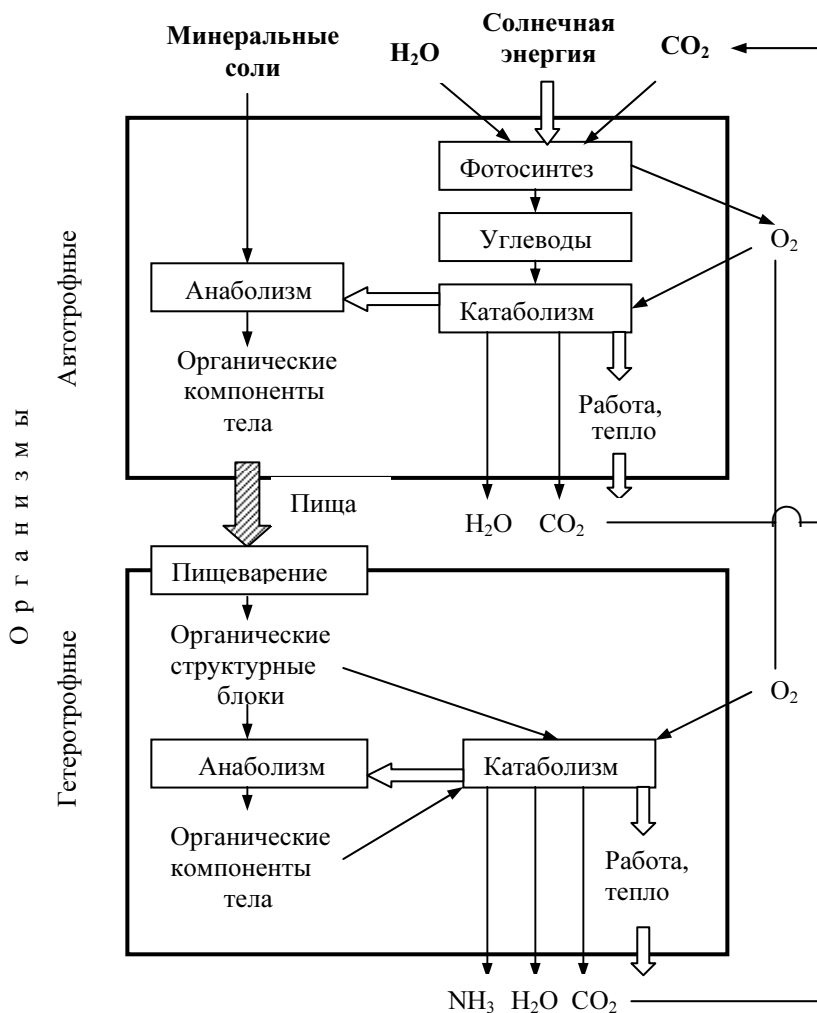 Минеральные
соли
H₂O
Солнечная
энергия
CO₂
Фотосинтез
Углеводы
O₂
Анаболизм
Катаболизм
Органические
компоненты
тела
Работа,
тепло
Автотрофные
Пища
H₂O
CO₂
Организмы
Пищеварение
Органические
структурные
блоки
O₂
Анаболизм
Катаболизм
Органические
компоненты
тела
Работа,
тепло
Гетеротрофные
NH₃
H₂O
CO₂